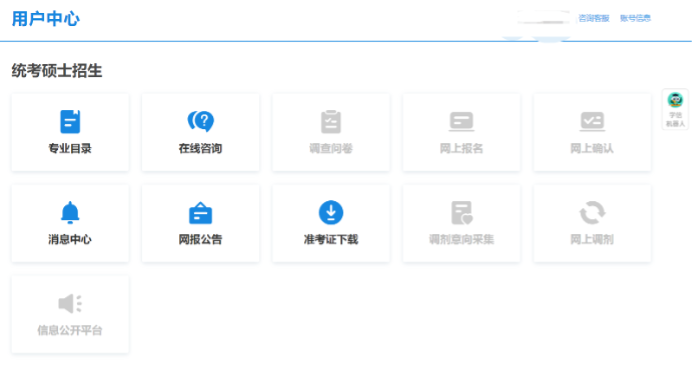 用户中心
咨询客服 账号信息
统考硕士招生
专业目录 在线咨询 调查问卷 网上报名 网上确认
学信
机器人
消息中心 网报公告 准考证下载 调剂意向采集 网上调剂
信息公开平台